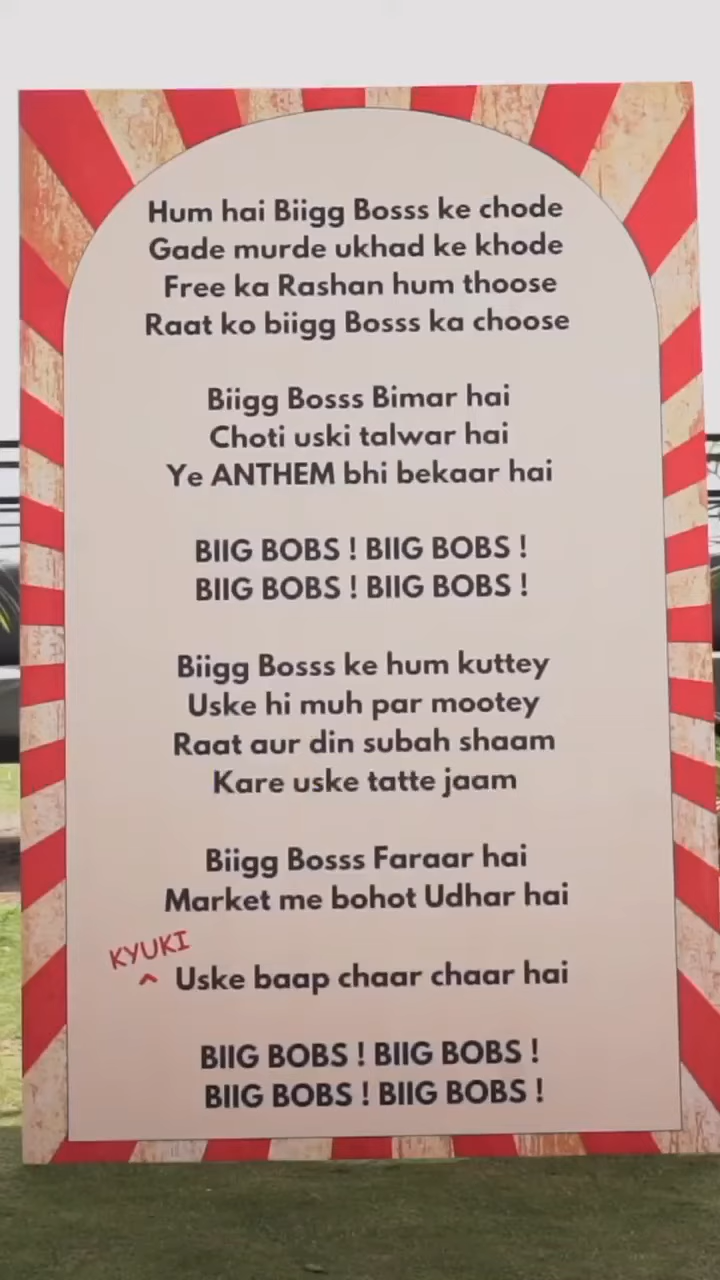 Hum hai Biigg Bosss ke chode
Gade murde ukhad ke khode
Free ka Rashan hum thoose
Raat ko biigg Bosss ka choose
Biigg Bosss Bimar hai
Choti uski talwar hai
Ye ANTHEM bhi bekaar hai
BIIG BOBS ! BIIG BOBS !
BIIG BOBS ! BIIG BOBS !
Biigg Bosss ke hum kuttey
Uske hi muh par mootey
Raat aur din subah shaam
Kare uske tatte jaam
Biigg Bosss Faraar hai
Market me bohot Udhar hai
KYUKI
^ Uske baap chaar chaar hai
BIIG BOBS ! BIIG BOBS !
BIIG BOBS ! BIIG BOBS !